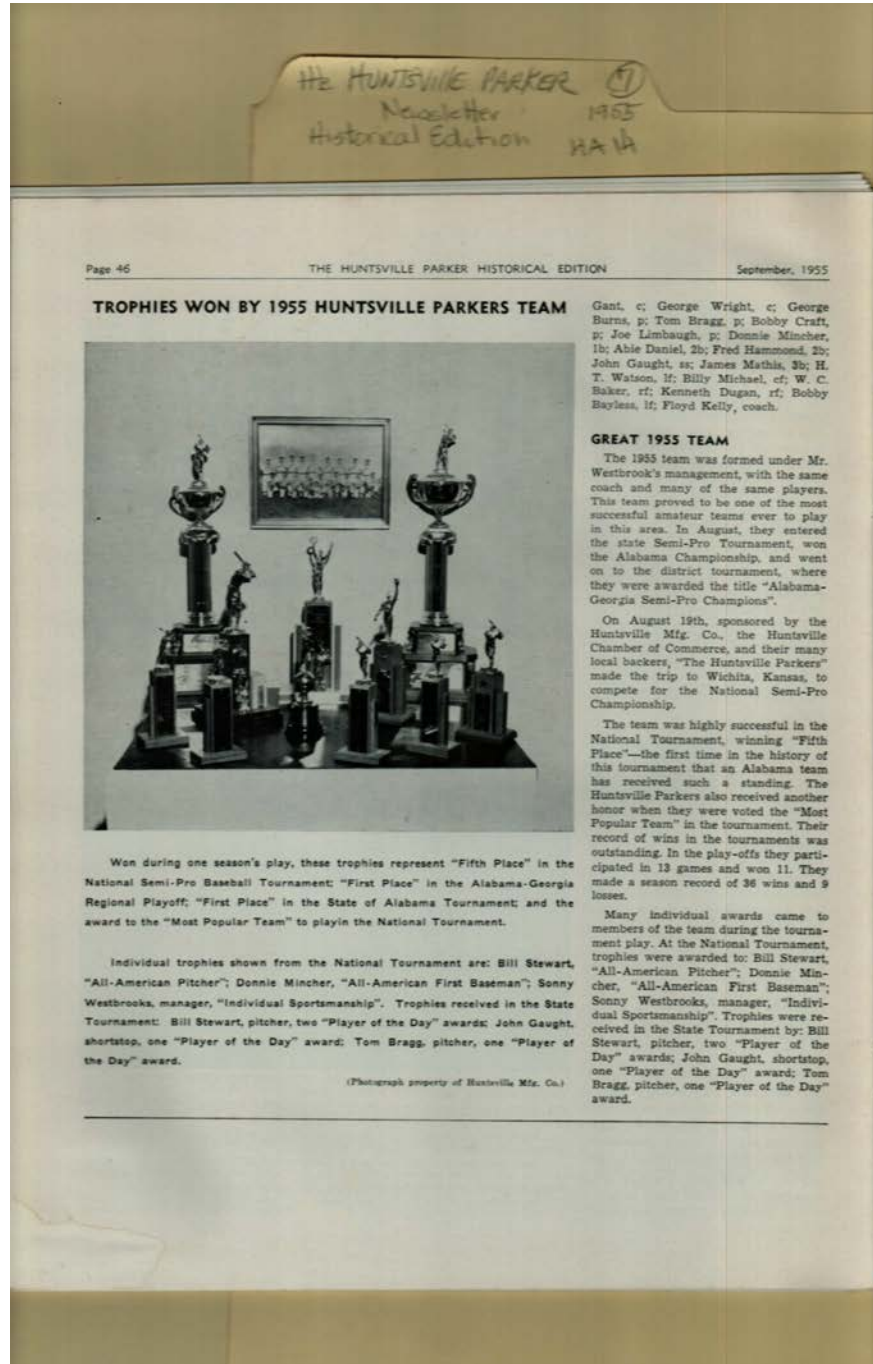 The HUNTSVILLE PARKER 7
Newsletter 1955
Historical Edition
Page 46
THE HUNTSVILLE PARKER HISTORICAL EDITION
September, 1955
TROPHIES WON BY 1955 HUNTSVILLE PARKERS TEAM
Won during one season's play, these trophies represent "Fifth Place" in the
National Semi-Pro Baseball Tournament; "First Place" in the Alabama-Georgia
Regional Playoff; "First Place" in the State of Alabama Tournament; and the
award to the "Most Popular Team" to playin the National Tournament.
Individual trophies shown from the National Tournament are: Bill Stewart,
"All-American Pitcher"; Donnie Mincher, "All-American First Baseman"; Sonny
Westbrooks, manager, "Individual Sportsmanship". Trophies received in the State
Tournament: Bill Stewart, pitcher, two "Player of the Day" awards; John Gaught,
shortstop, one "Player of the Day" award; Tom Bragg, pitcher, one "Player of
the Day" award.
(Photograph property of Huntsville Mfg. Co.)
Gant, c; George Wright, c; George
Burns, p; Tom Bragg, p; Bobby Craft,
p; Joe Limbaugh, p; Donnie Mincher,
1b; Abie Daniel, 2b; Fred Hammond, 2b;
John Gaught, ss; James Mathis, 3b; H.
T. Watson, lf; Billy Michael, cf; W. C.
Baker, rf; Kenneth Dugan, rf; Bobby
Bayless, lf; Floyd Kelly, coach.
GREAT 1955 TEAM
The 1955 team was formed under Mr.
Westbrook's management, with the same
coach and many of the same players.
This team proved to be one of the most
successful amateur teams ever to play
in this area. In August, they entered
the state Semi-Pro Tournament, won
the Alabama Championship, and went
on to the district tournament, where
they were awarded the title "Alabama-
Georgia Semi-Pro Champions".
On August 19th, sponsored by the
Huntsville Mfg. Co., the Huntsville
Chamber of Commerce, and their many
local backers, "The Huntsville Parkers"
made the trip to Wichita, Kansas, to
compete for the National Semi-Pro
Championship.
The team was highly successful in the
National Tournament, winning "Fifth
Place"—the first time in the history of
this tournament that an Alabama team
has received such a standing. The
Huntsville Parkers also received another
honor when they were voted the "Most
Popular Team" in the tournament. Their
record of wins in the tournaments was
outstanding. In the play-offs they parti-
cipated in 13 games and won 11. They
made a season record of 36 wins and 9
losses.
Many individual awards came to
members of the team during the tourna-
ment play. At the National Tournament,
trophies were awarded to: Bill Stewart,
"All-American Pitcher"; Donnie Min-
cher, "All-American First Baseman";
Sonny Westbrooks, manager, "Indivi-
dual Sportsmanship". Trophies were re-
ceived in the State Tournament by: Bill
Stewart, pitcher, two "Player of the
Day" awards; John Gaught, shortstop,
one "Player of the Day" award; Tom
Bragg, pitcher, one "Player of the Day"
award.